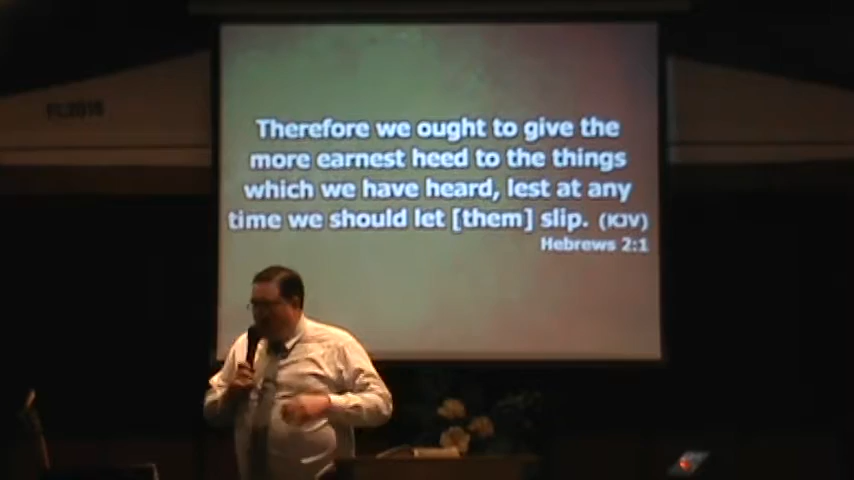 Therefore we ought to give the
more earnest heed to the things
which we have heard, lest at any
time we should let [them] slip. (KJV)
Hebrews 2:1